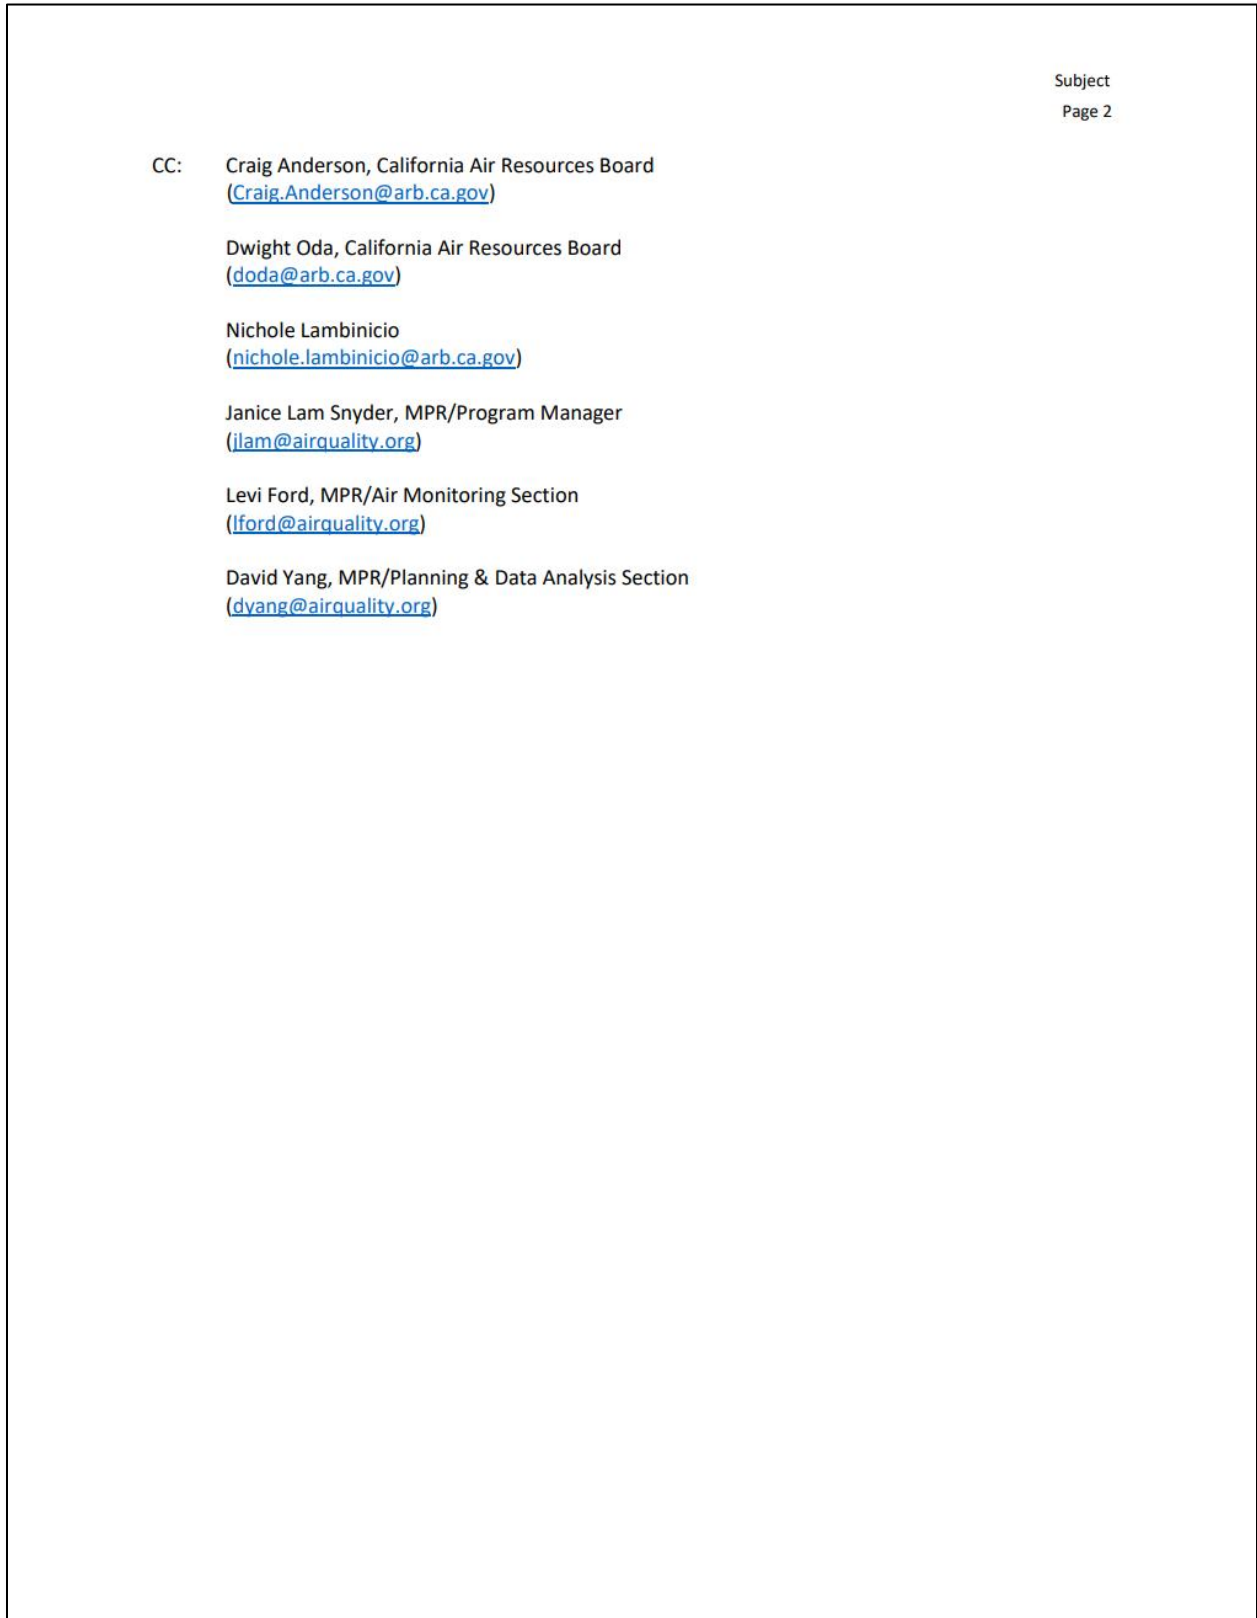 Subject
Page 2
CC: Craig Anderson, California Air Resources Board
(Craig.Anderson@arb.ca.gov)
Dwight Oda, California Air Resources Board
(doda@arb.ca.gov)
Nichole Lambinicio
(nichole.lambinicio@arb.ca.gov)
Janice Lam Snyder, MPR/Program Manager
(jlam@airquality.org)
Levi Ford, MPR/Air Monitoring Section
(lford@airquality.org)
David Yang, MPR/Planning & Data Analysis Section
(dyang@airquality.org)